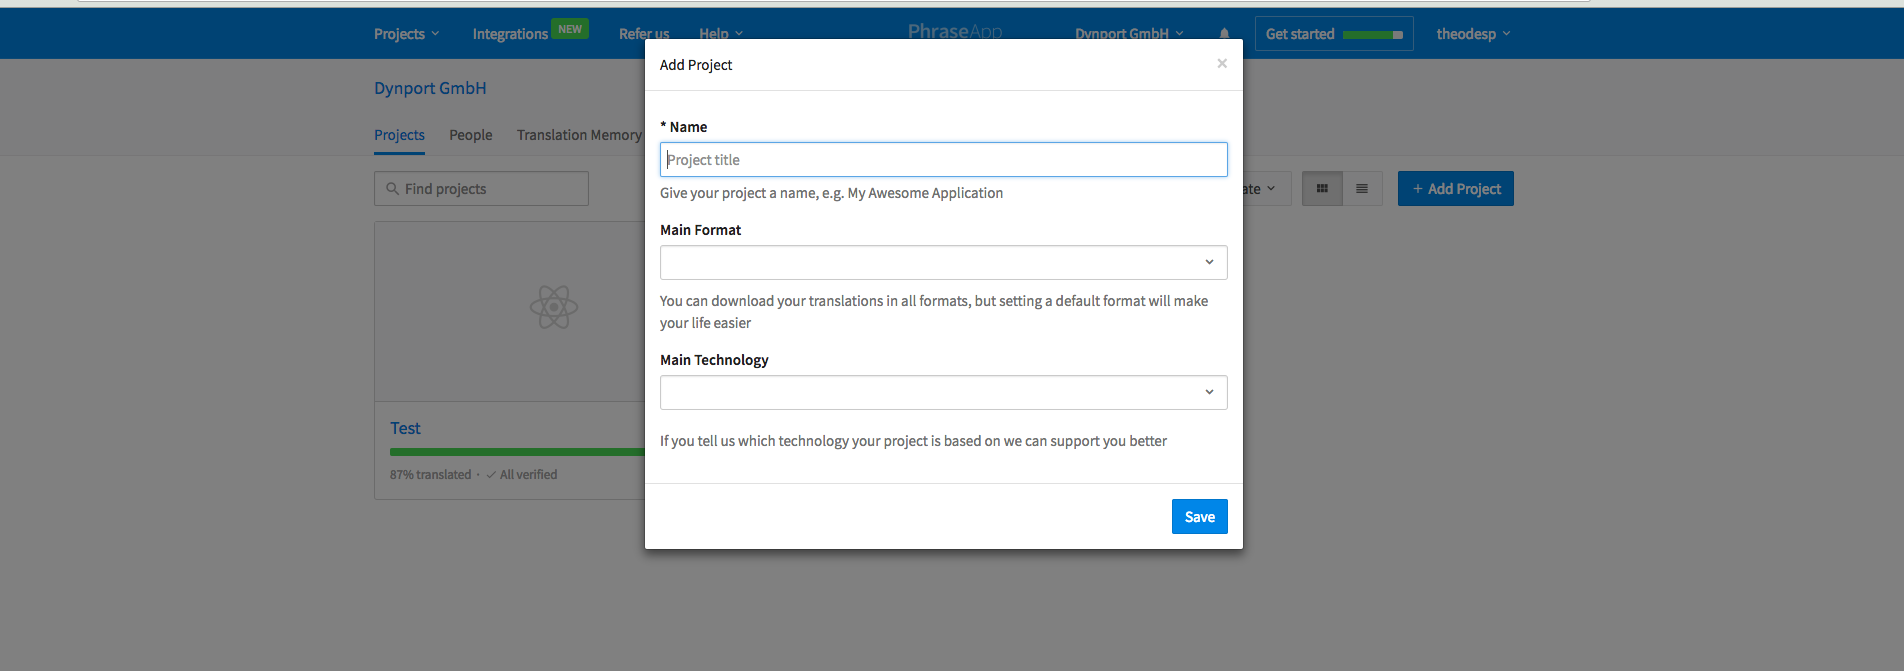 Projects Integrations NEW Refer us Help PhraseApp Dynport GmbH Get started theodesp
Add Project ×
Dynport GmbH
* Name
Projects People Translation Memory
Project title
Find projects
+ Add Project
Give your project a name, e.g. My Awesome Application
Main Format
You can download your translations in all formats, but setting a default format will make
your life easier
Main Technology
Test
If you tell us which technology your project is based on we can support you better
87% translated · ✓ All verified
Save